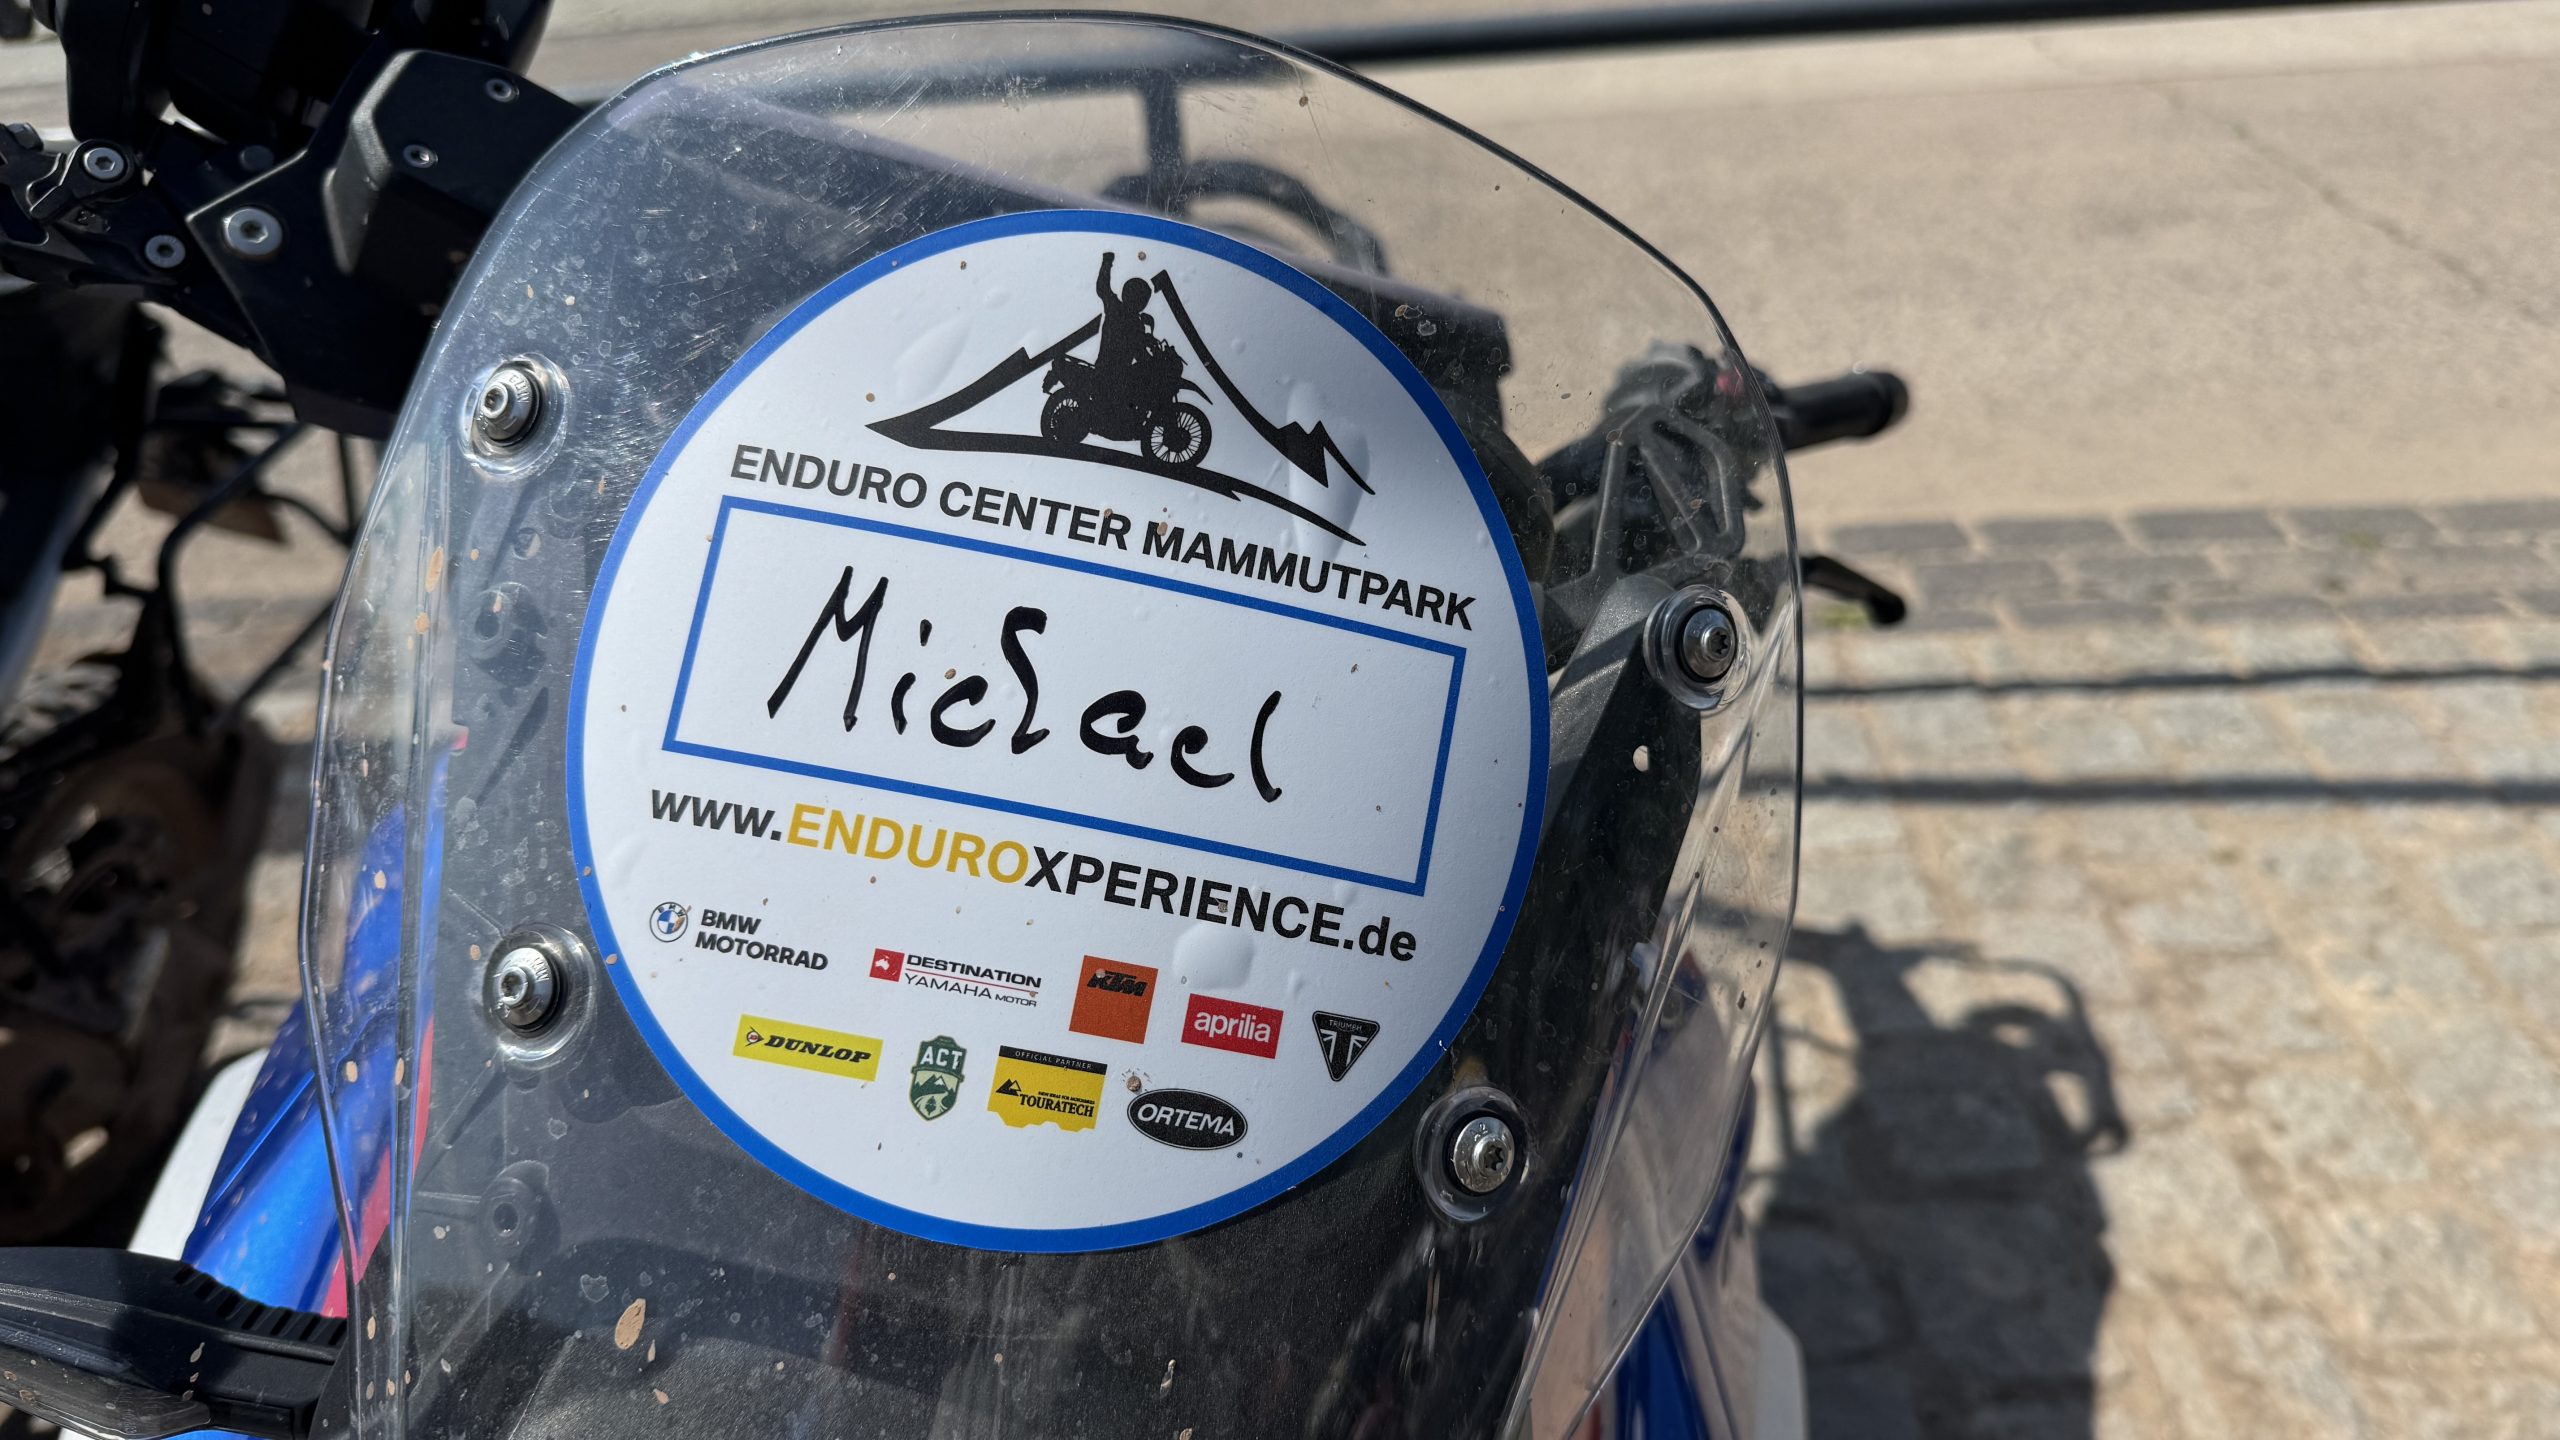 ENDURO CENTER MAMMUTPARK
Michael
www.ENDUROXPERIENCE.de
BMW
MOTORRAD
DESTINATION
YAMAHA MOTOR
KTM
aprilia
TRIUMPH
DUNLOP
ACT
OFFICIAL PARTNER
TOURATECH
ORTEMA